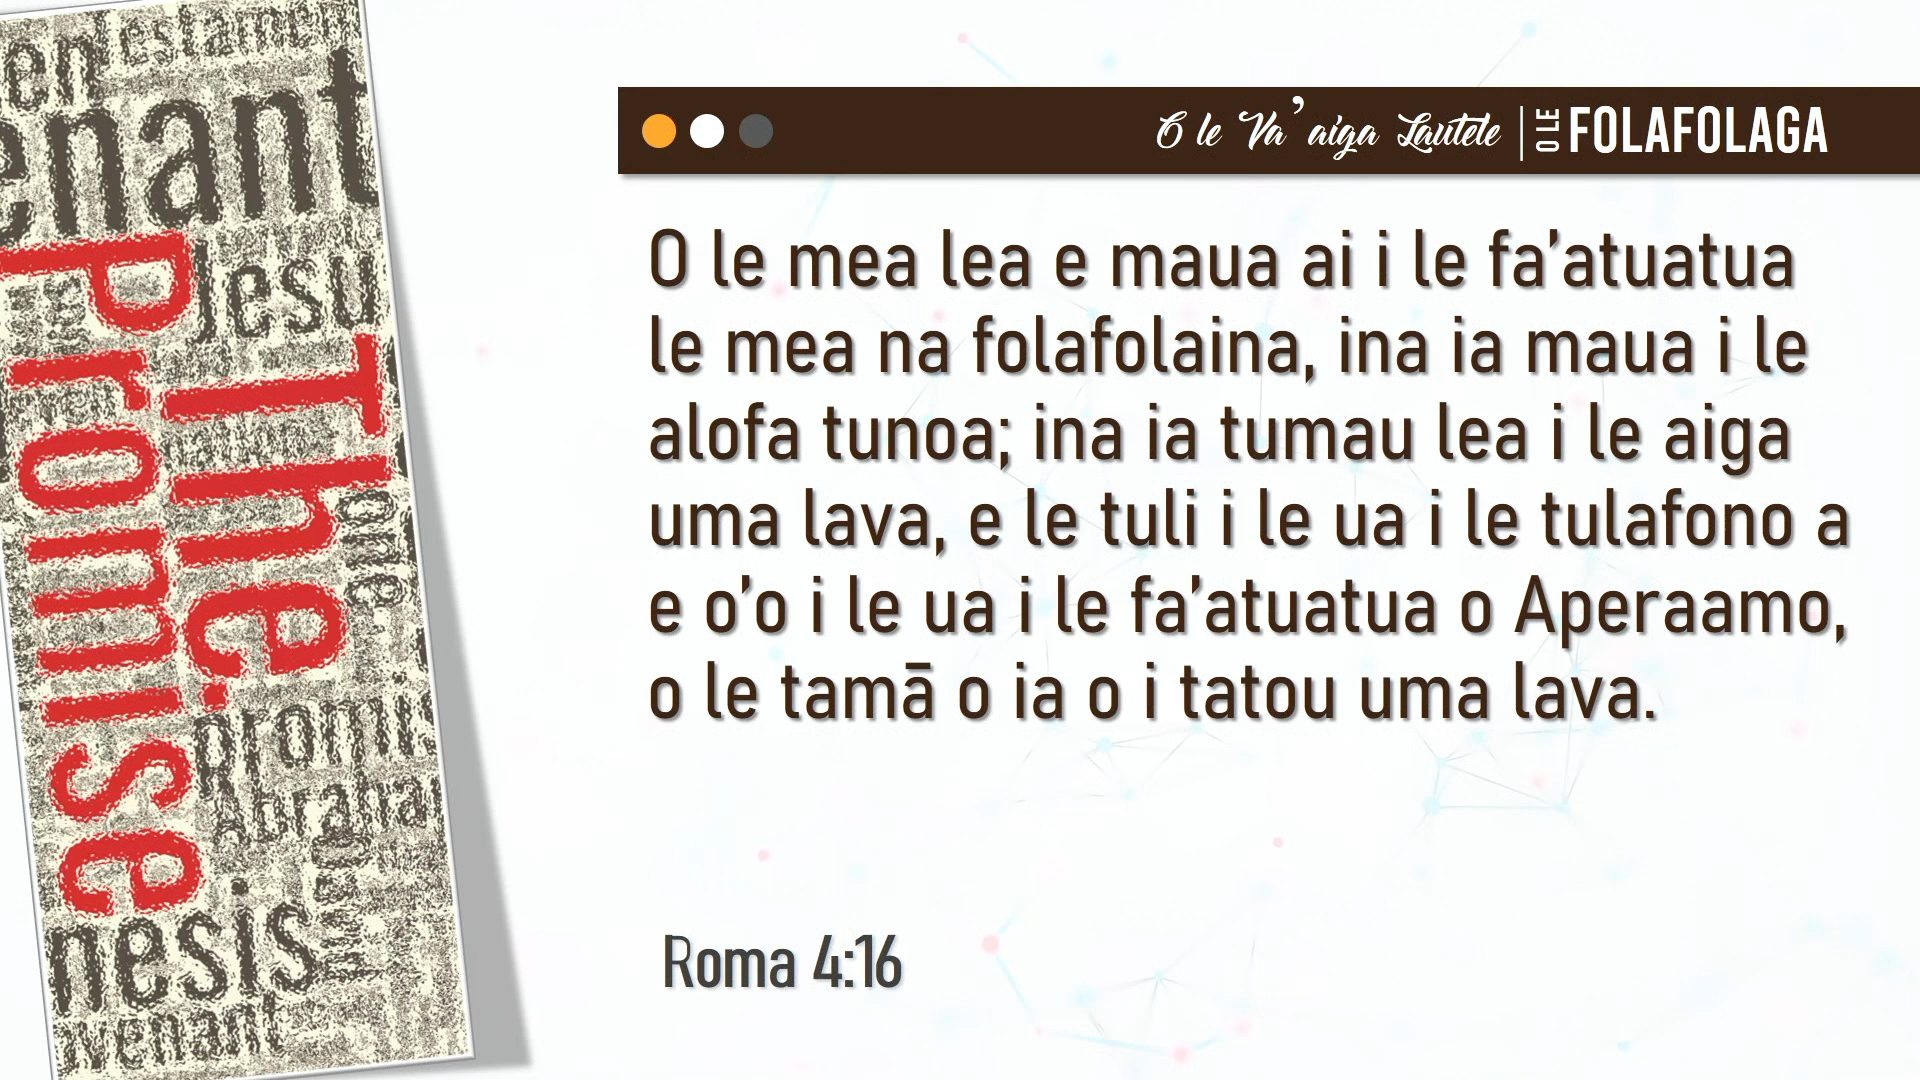 enant
Jesu
The
Promise
nesis
venant
O le Va'aiga Lautele
O LE
FOLAFOLAGA
O le mea lea e maua ai i le fa’atuatua
le mea na folafolaina, ina ia maua i le
alofa tunoa; ina ia tumau lea i le aiga
uma lava, e le tuli i le ua i le tulafono a
e o’o i le ua i le fa’atuatua o Aperaamo,
o le tamā o ia o i tatou uma lava.
Roma 4:16